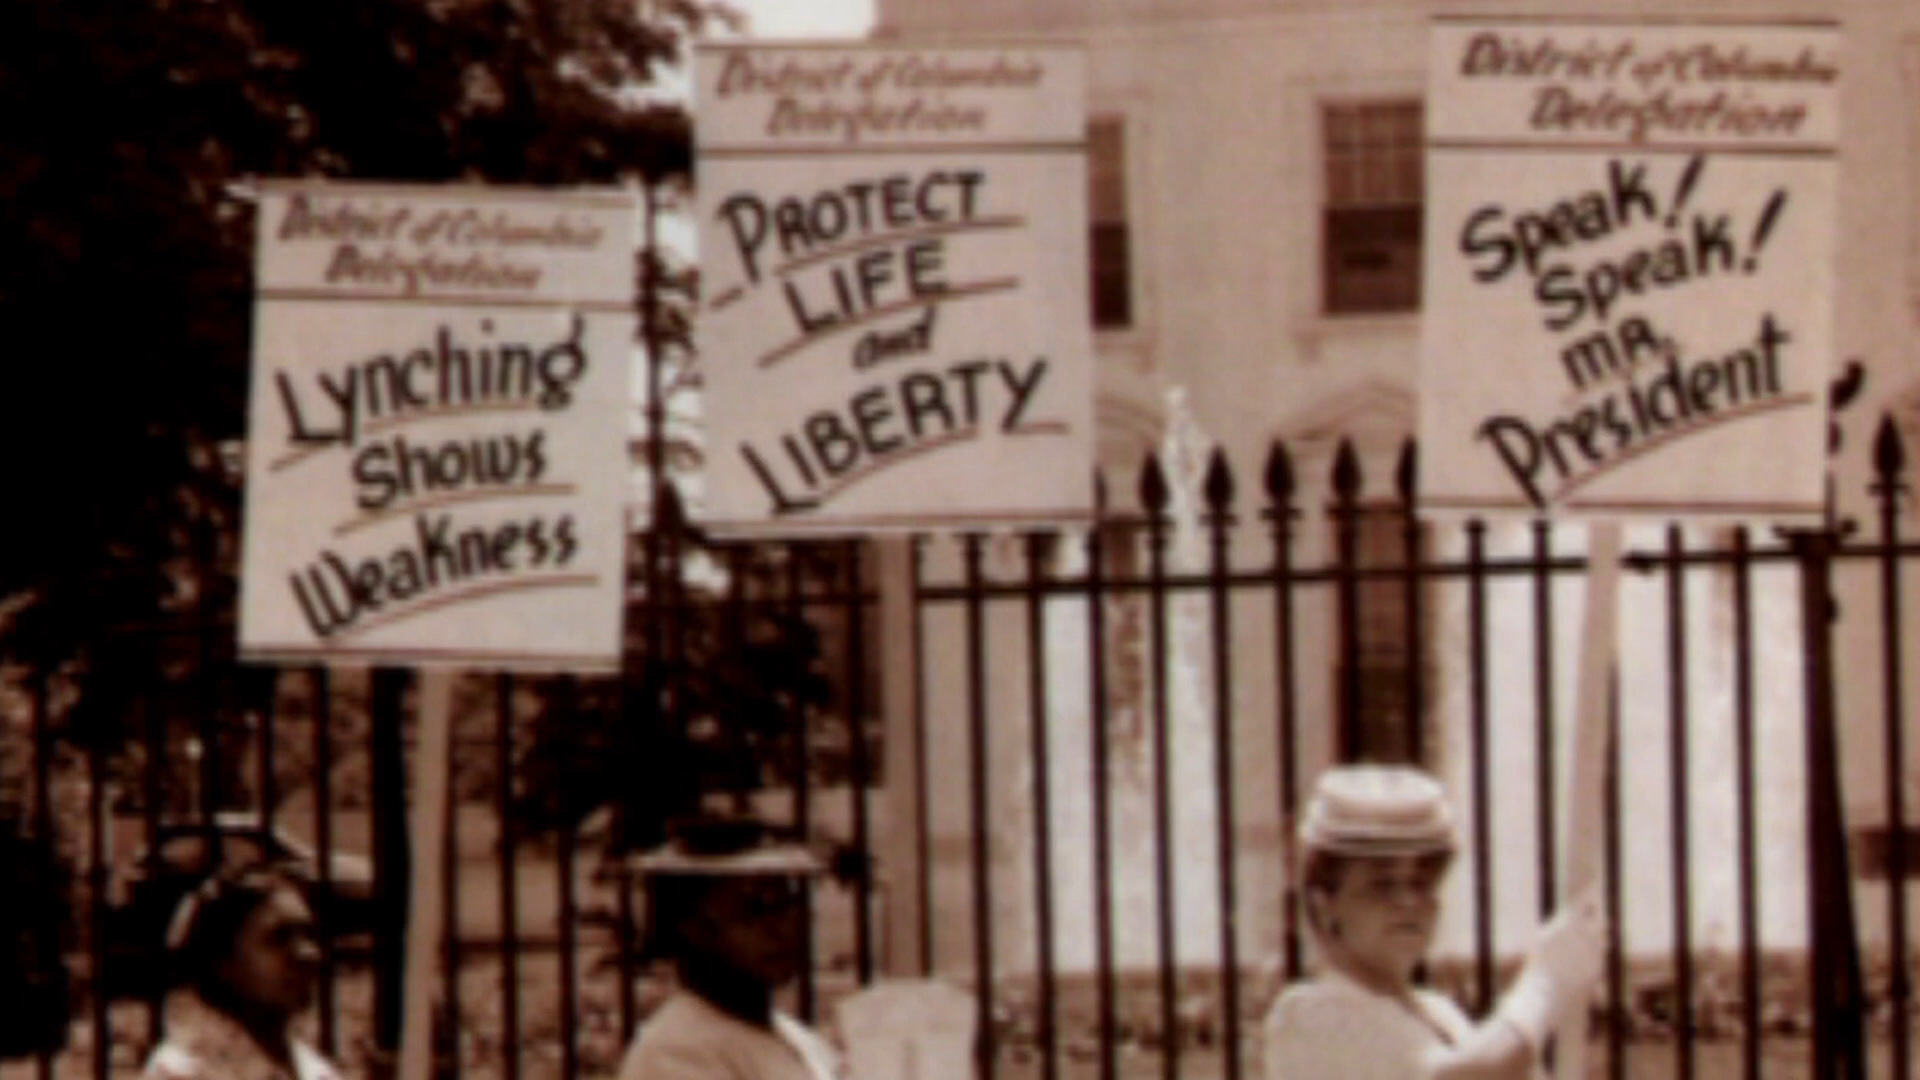 District of Columbia
Delegation
Lynching
Shows
Weakness
District of Columbia
Delegation
PROTECT
LIFE
and
LIBERTY
District of Columbia
Delegation
Speak!
Speak!
MR.
President